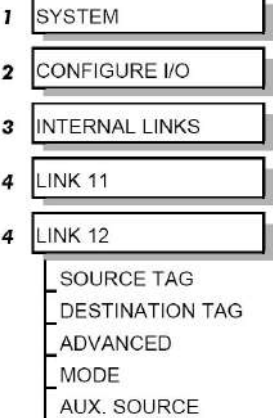 1 SYSTEM
2 CONFIGURE I/O
3 INTERNAL LINKS
4 LINK 11
4 LINK 12
SOURCE TAG
DESTINATION TAG
ADVANCED
MODE
AUX. SOURCE